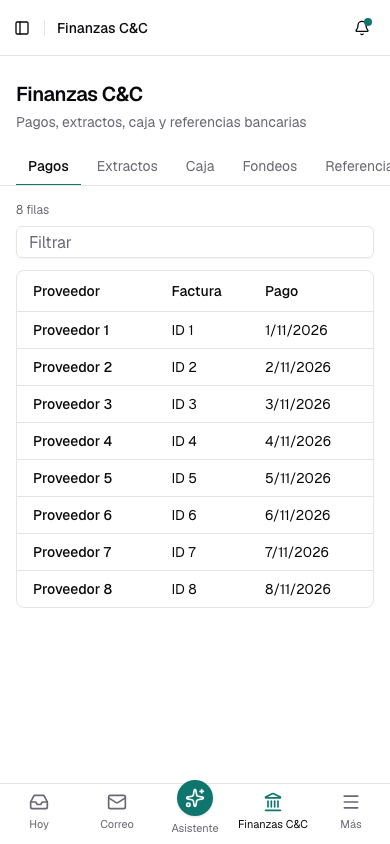 Finanzas C&C
Finanzas C&C
Pagos, extractos, caja y referencias bancarias
Pagos Extractos Caja Fondeos Referencia
8 filas
Filtrar
Proveedor Factura Pago
Proveedor 1 ID 1 1/11/2026
Proveedor 2 ID 2 2/11/2026
Proveedor 3 ID 3 3/11/2026
Proveedor 4 ID 4 4/11/2026
Proveedor 5 ID 5 5/11/2026
Proveedor 6 ID 6 6/11/2026
Proveedor 7 ID 7 7/11/2026
Proveedor 8 ID 8 8/11/2026
Hoy Correo Asistente Finanzas C&C Más